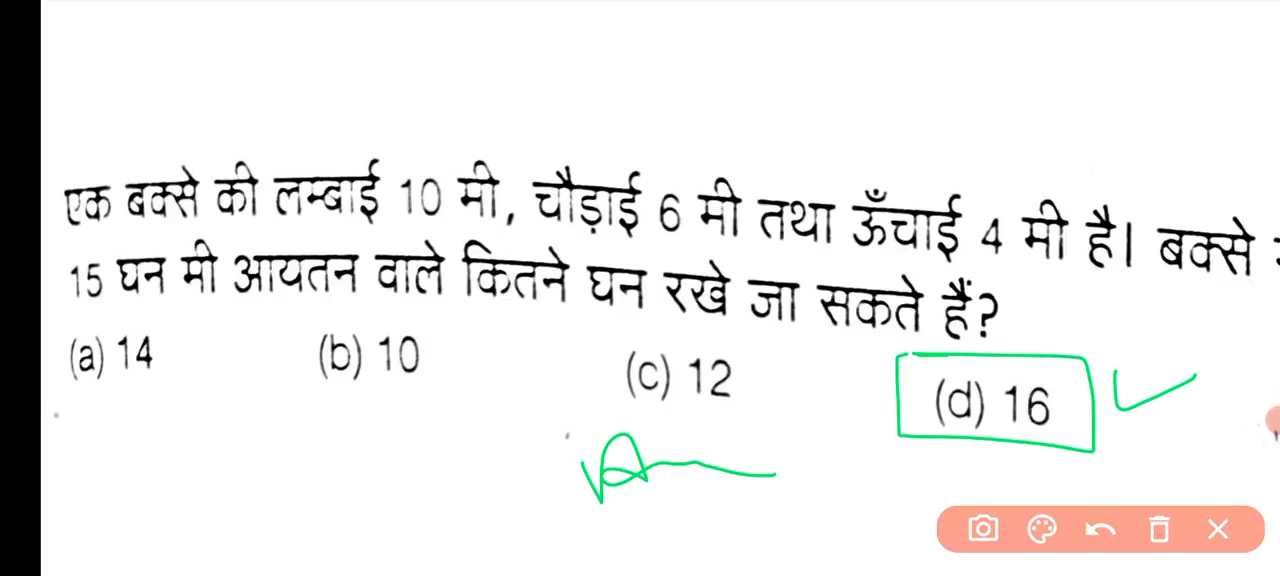 एक बक्से की लम्बाई 10 मी, चौड़ाई 6 मी तथा ऊँचाई 4 मी है। बक्से
15 घन मी आयतन वाले कितने घन रखे जा सकते हैं?
(a) 14 (b) 10 (c) 12 (d) 16